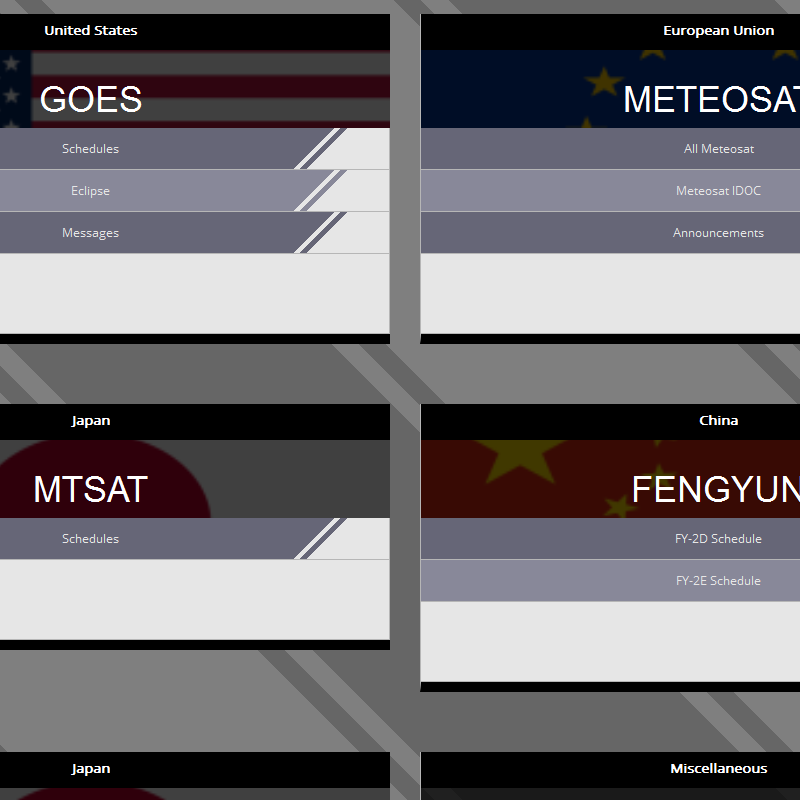 United States
GOES
Schedules
Eclipse
Messages
European Union
METEOSAT
All Meteosat
Meteosat IDOC
Announcements
Japan
MTSAT
Schedules
China
FENGYUN
FY-2D Schedule
FY-2E Schedule
Japan
Miscellaneous